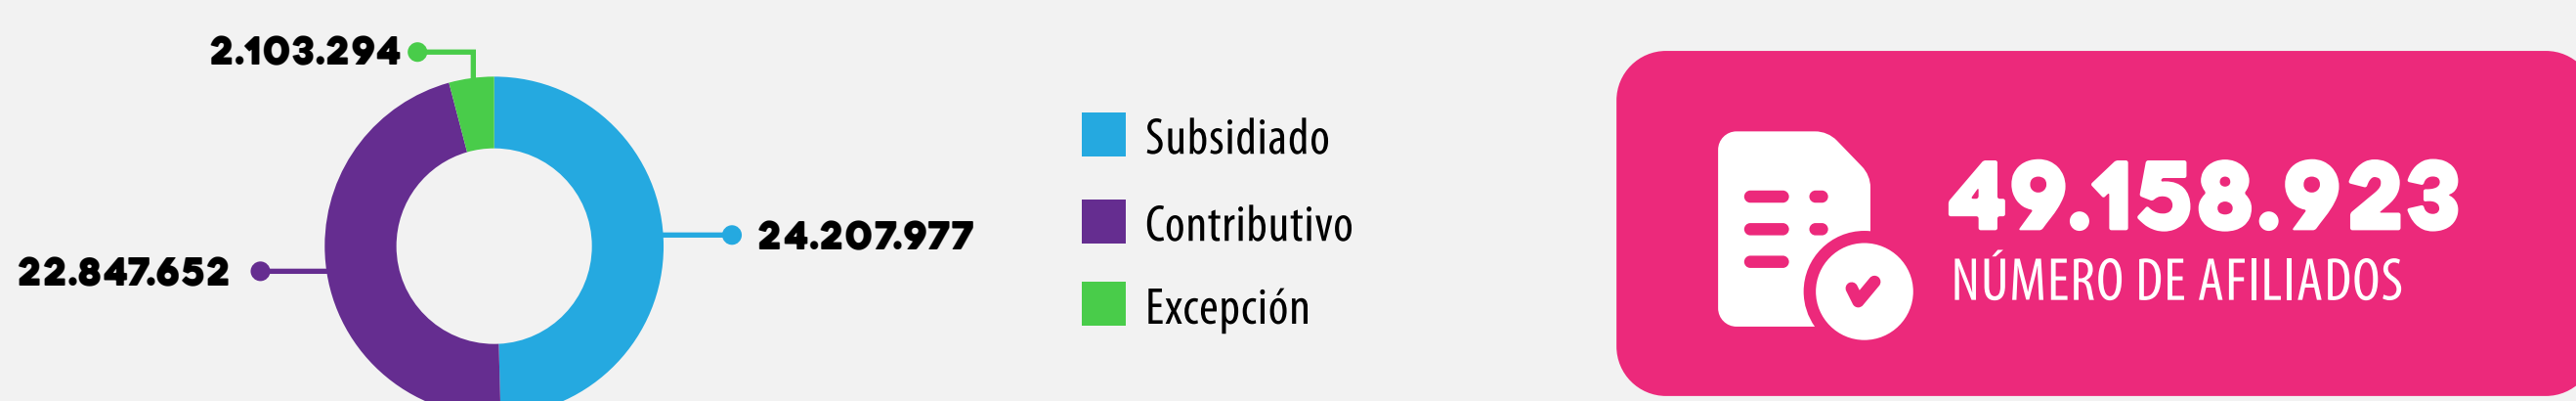 2.103.294
22.847.652
24.207.977
Subsidiado
Contributivo
Excepción
49.158.923
NÚMERO DE AFILIADOS